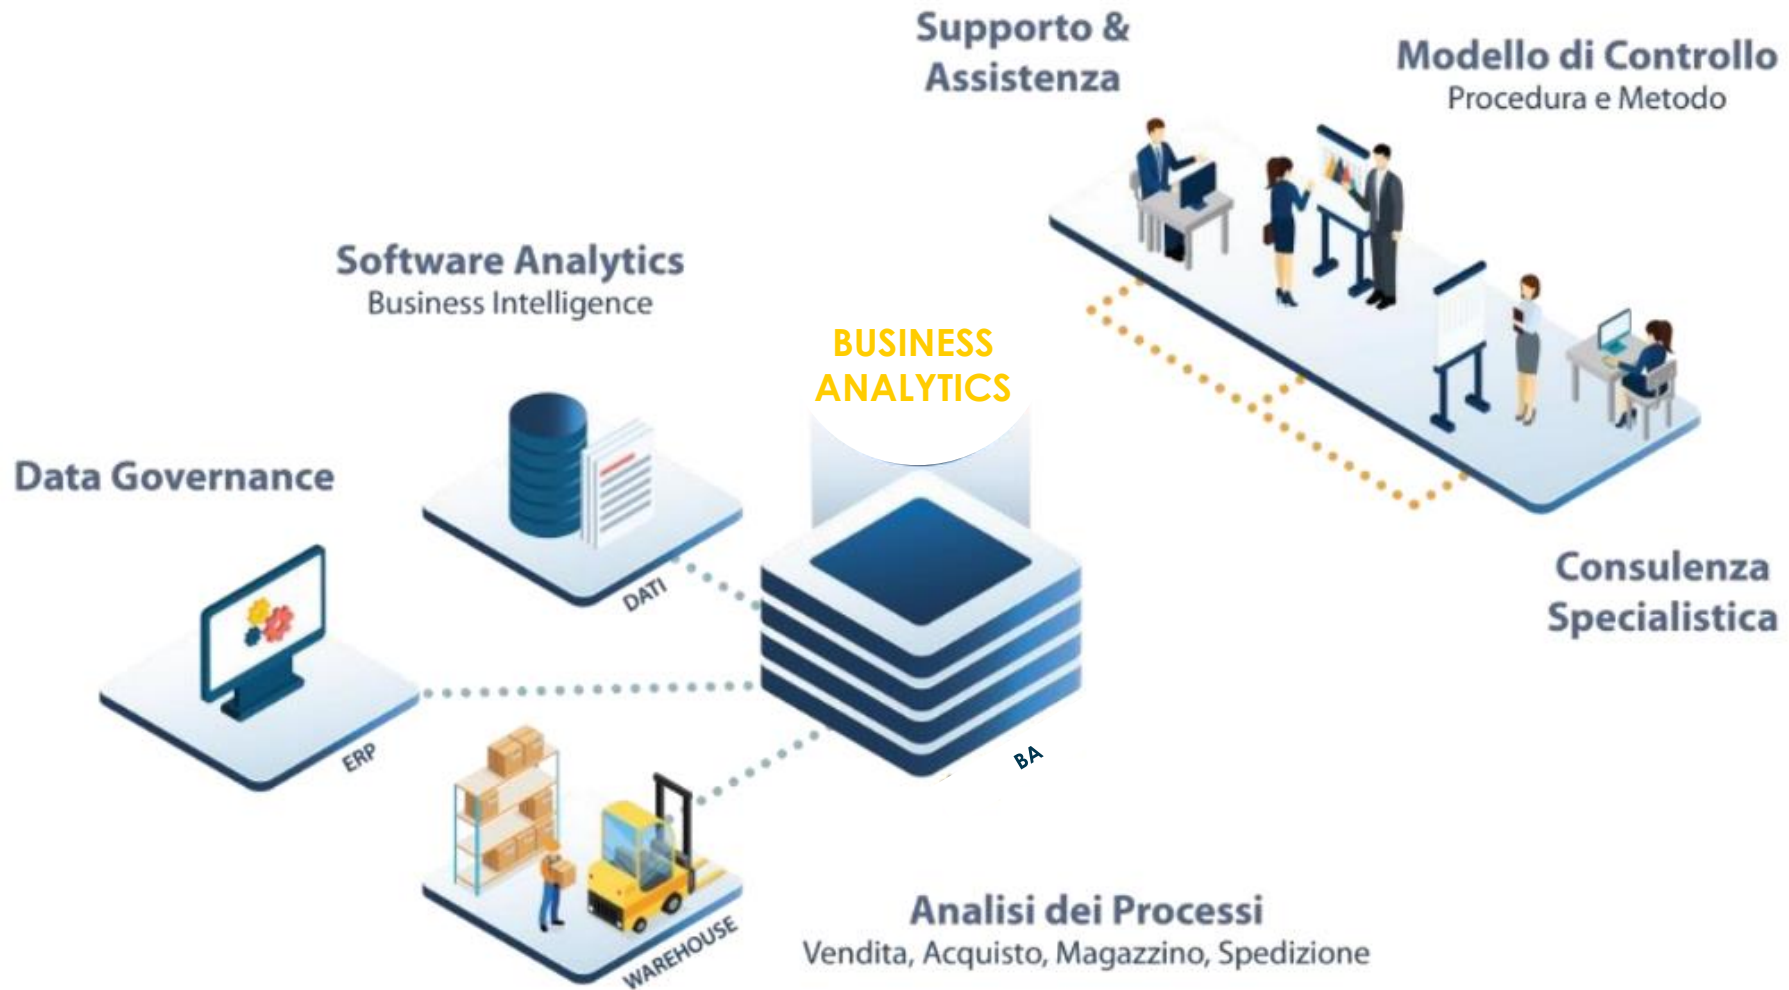 Supporto &
Assistenza
Modello di Controllo
Procedura e Metodo
Software Analytics
Business Intelligence
BUSINESS
ANALYTICS
Data Governance
DATI
ERP
BA
WAREHOUSE
Consulenza
Specialistica
Analisi dei Processi
Vendita, Acquisto, Magazzino, Spedizione